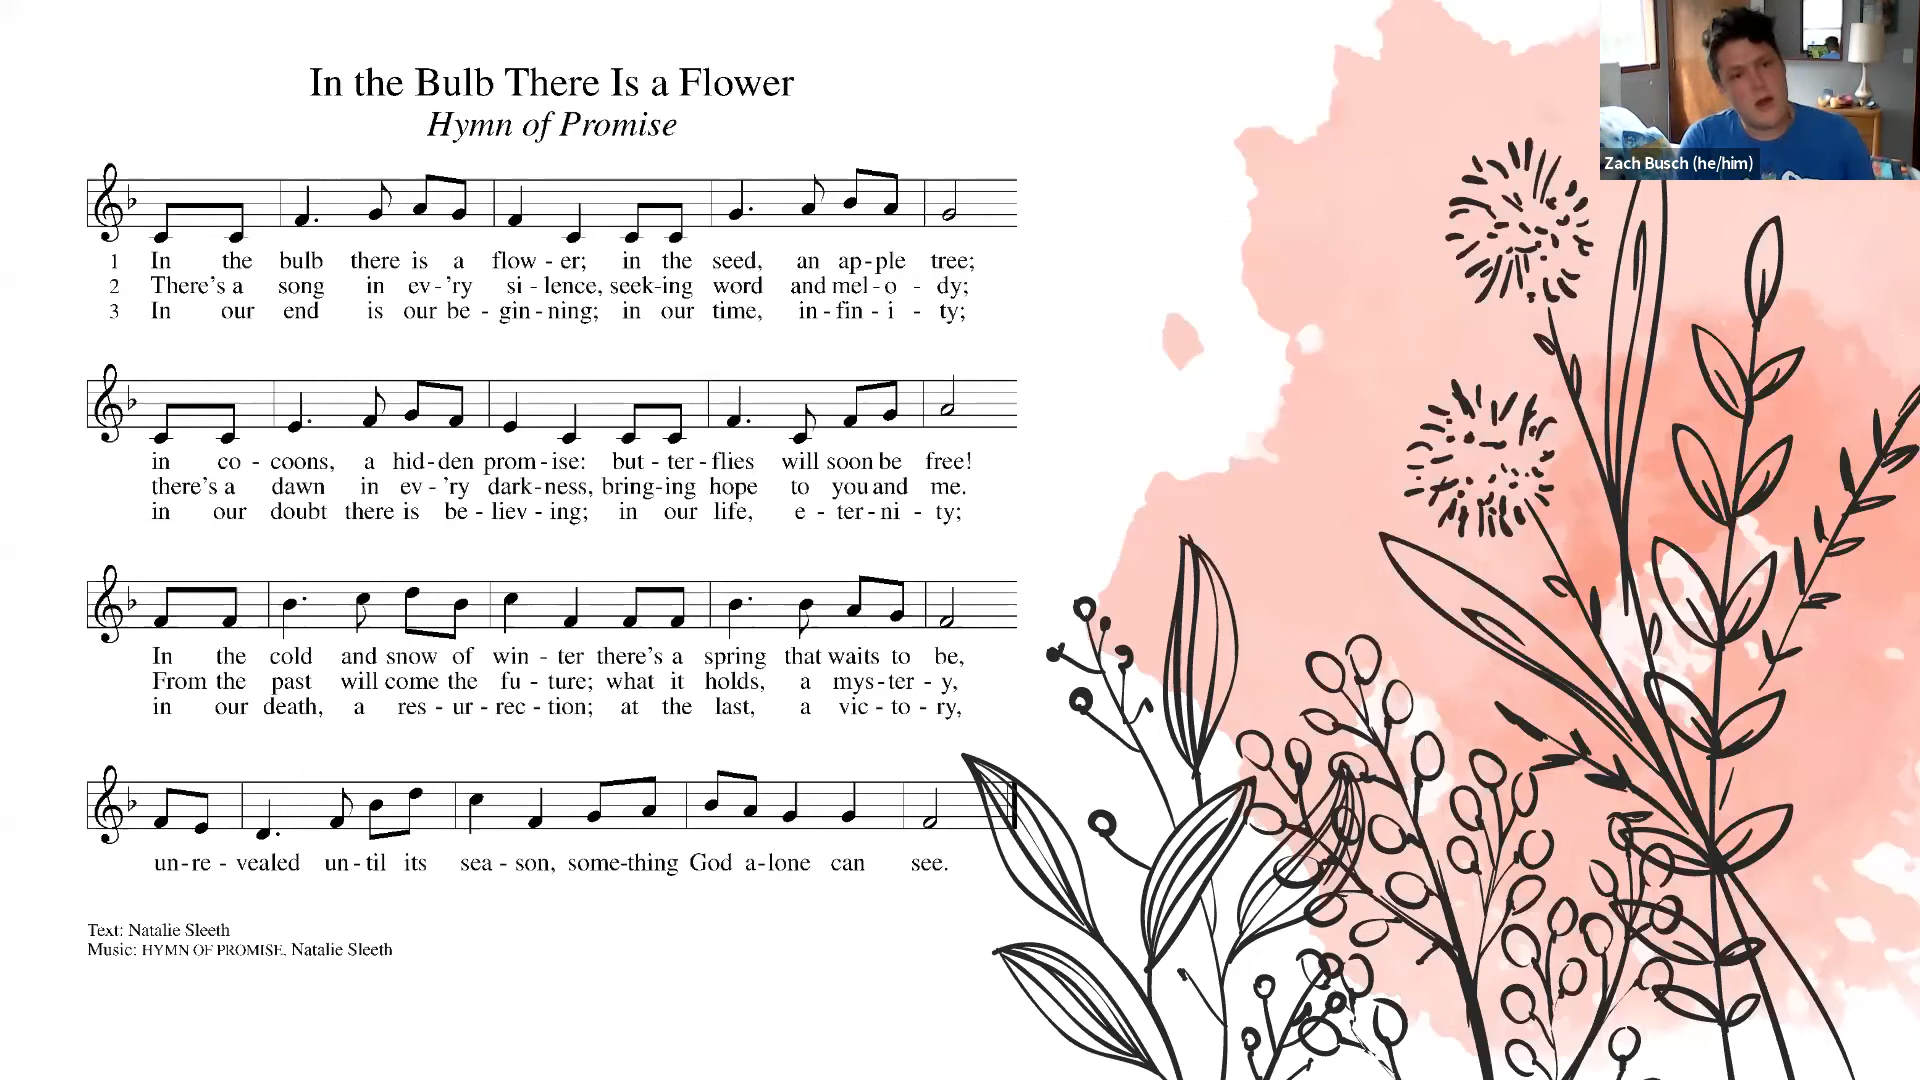 In the Bulb There Is a Flower
Hymn of Promise
1 In the bulb there is a flow - er; in the seed, an ap - ple tree;
2 There's a song in ev - 'ry si - lence, seek - ing word and mel - o - dy;
3 In our end is our be - gin - ning; in our time, in - fin - i - ty;
in co - coons, a hid - den prom - ise: but - ter - flies will soon be free!
there's a dawn in ev - 'ry dark - ness, bring - ing hope to you and me.
in our doubt there is be - liev - ing; in our life, e - ter - ni - ty;
In the cold and snow of win - ter there's a spring that waits to be,
From the past will come the fu - ture; what it holds, a mys - ter - y,
in our death, a res - ur - rec - tion; at the last, a vic - to - ry,
un - re - vealed un - til its sea - son, some - thing God a - lone can see.
Text: Natalie Sleeth
Music: HYMN OF PROMISE, Natalie Sleeth
Zach Busch (he/him)